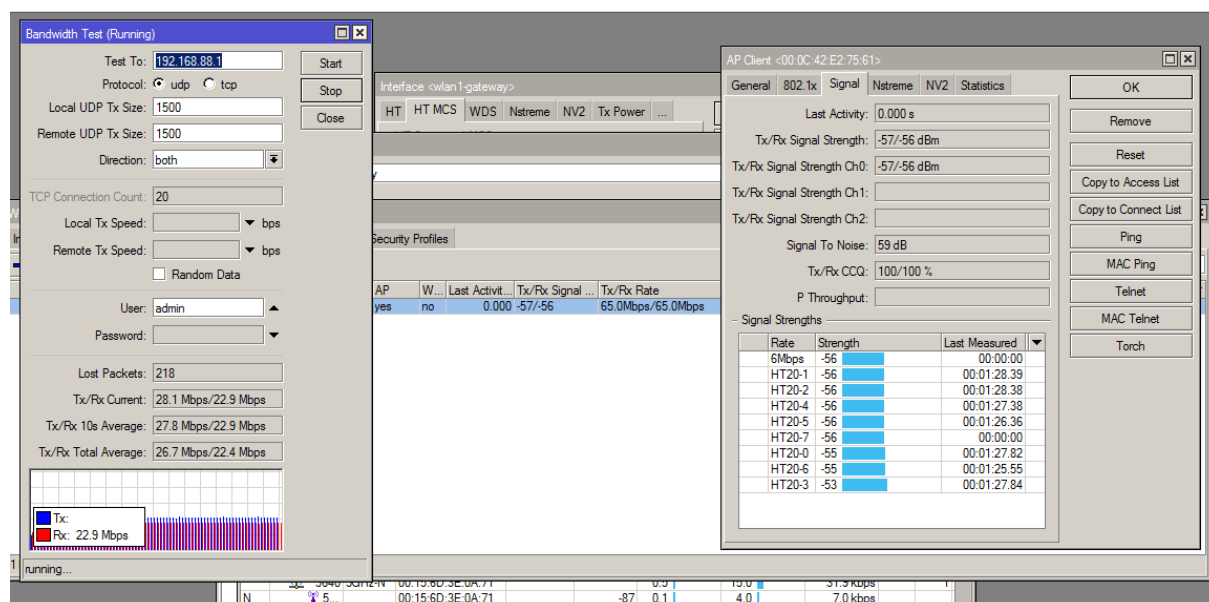 Bandwidth Test (Running)
Test To: 192.168.88.1
Start
Protocol: udp tcp
Stop
Local UDP Tx Size: 1500
Close
Remote UDP Tx Size: 1500
Direction: both
TCP Connection Count: 20
Local Tx Speed: bps
Remote Tx Speed: bps
Random Data
User: admin
Password:
Lost Packets: 218
Tx/Rx Current: 28.1 Mbps/22.9 Mbps
Tx/Rx 10s Average: 27.8 Mbps/22.9 Mbps
Tx/Rx Total Average: 26.7 Mbps/22.4 Mbps
Tx:
Rx: 22.9 Mbps
running...
Interface <wlan1-gateway>
HT HT MCS WDS Nstreme NV2 Tx Power ...
Security Profiles
AP W... Last Activit... Tx/Rx Signal ... Tx/Rx Rate
yes no 0.000 -57/-56 65.0Mbps/65.0Mbps
AP Client <00:0C:42:E2:75:61>
General 802.1x Signal Nstreme NV2 Statistics
Last Activity: 0.000 s
Tx/Rx Signal Strength: -57/-56 dBm
Tx/Rx Signal Strength Ch0: -57/-56 dBm
Tx/Rx Signal Strength Ch1:
Tx/Rx Signal Strength Ch2:
Signal To Noise: 59 dB
Tx/Rx CCQ: 100/100 %
P Throughput:
Signal Strengths
Rate Strength Last Measured
6Mbps -56 00:00:00
HT20-1 -56 00:01:28.39
HT20-2 -56 00:01:28.38
HT20-4 -56 00:01:27.38
HT20-5 -56 00:01:26.36
HT20-7 -56 00:00:00
HT20-0 -55 00:01:27.82
HT20-6 -55 00:01:25.55
HT20-3 -53 00:01:27.84
OK
Remove
Reset
Copy to Access List
Copy to Connect List
Ping
MAC Ping
Telnet
MAC Telnet
Torch
N 5... 00:15:6D:3E:0A:71 -87 0.1 4.0 7.0 kbps